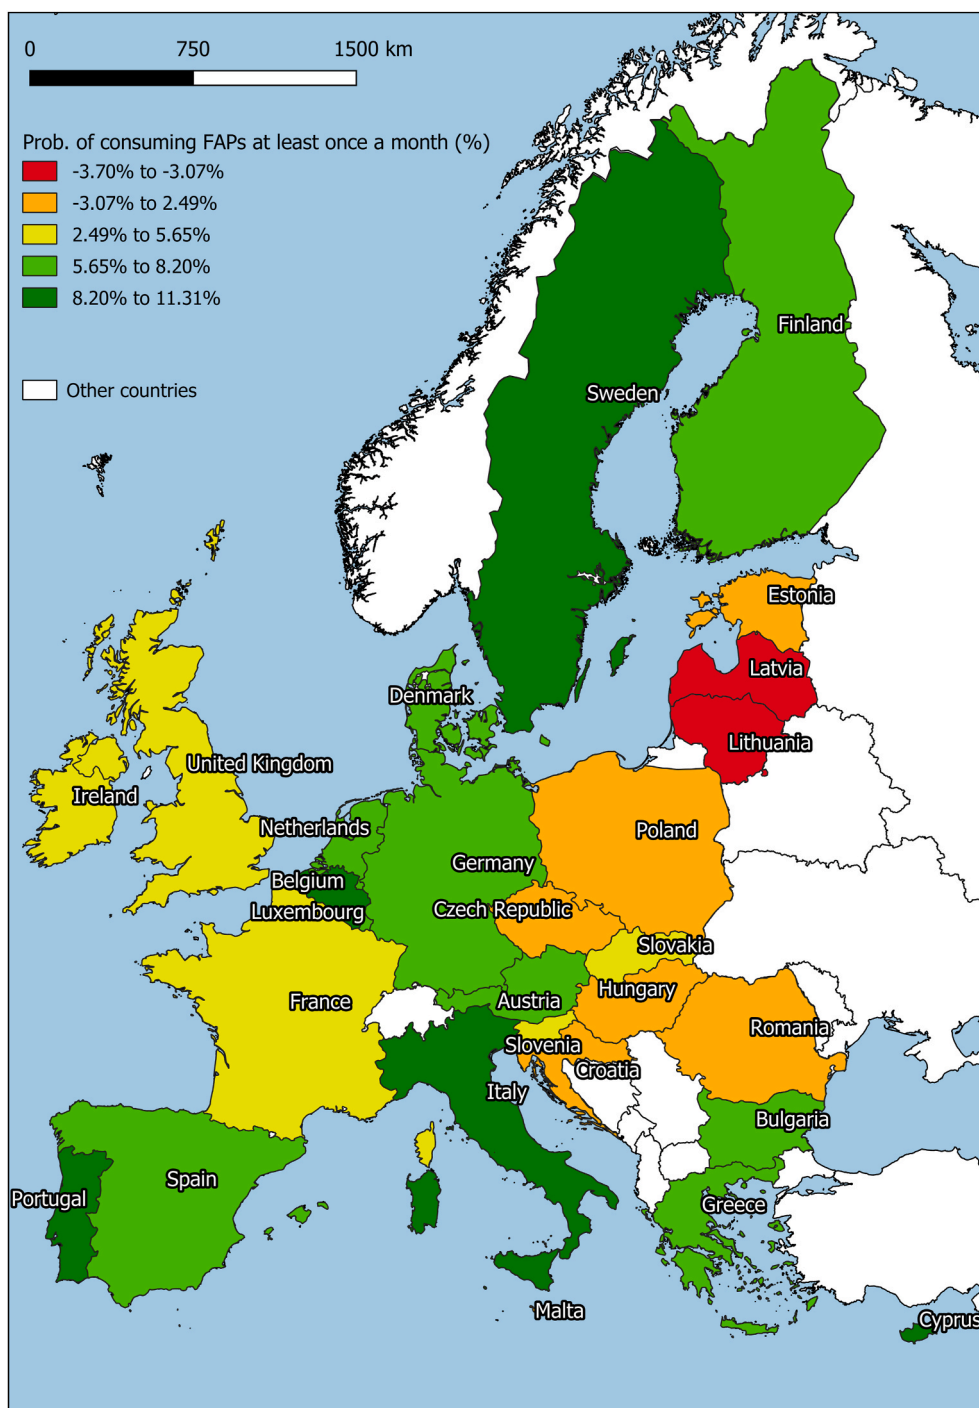 0 750 1500 km
Prob. of consuming FAPs at least once a month (%)
-3.70% to -3.07%
-3.07% to 2.49%
2.49% to 5.65%
5.65% to 8.20%
8.20% to 11.31%
Other countries
Finland
Sweden
Estonia
Latvia
Denmark
Lithuania
United Kingdom
Ireland
Netherlands
Poland
Germany
Belgium
Luxembourg
Czech Republic
Slovakia
Hungary
France
Austria
Romania
Slovenia
Croatia
Italy
Bulgaria
Spain
Portugal
Greece
Malta
Cyprus